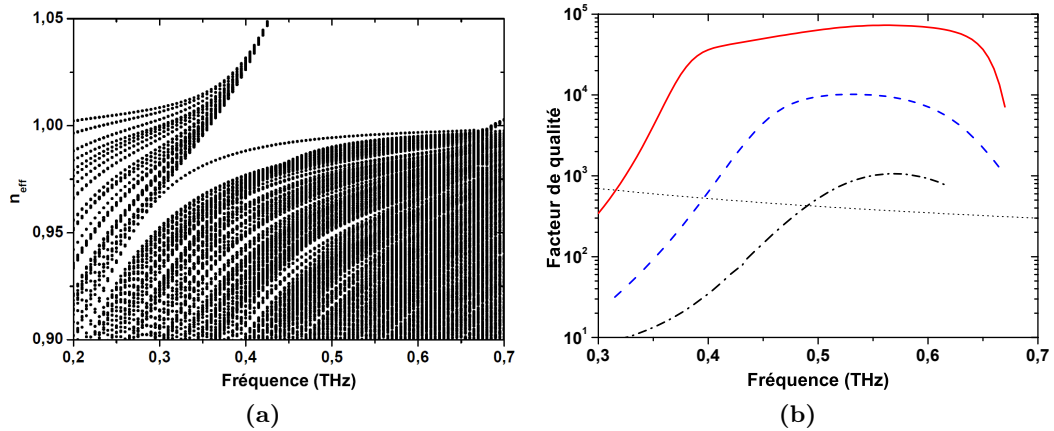 1,05
1,00
0,95
0,90
n_eff
0,2 0,3 0,4 0,5 0,6 0,7
Fréquence (THz)
(a)
10^5
10^4
10^3
10^2
10^1
Facteur de qualité
0,3 0,4 0,5 0,6 0,7
Fréquence (THz)
(b)